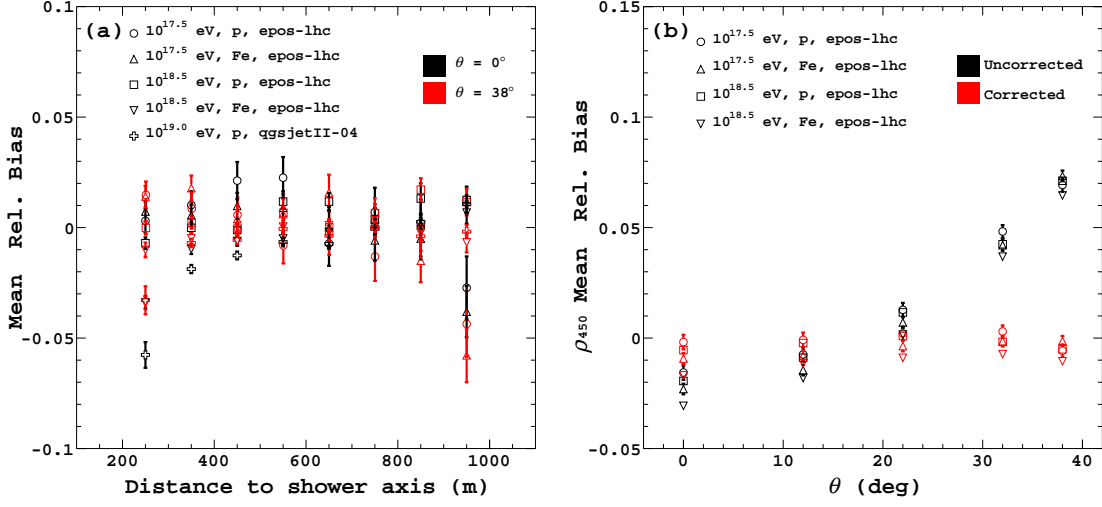 (a)
10^17.5 eV, p, epos-lhc
10^17.5 eV, Fe, epos-lhc
10^18.5 eV, p, epos-lhc
10^18.5 eV, Fe, epos-lhc
10^19.0 eV, p, qgsjetII-04
θ = 0°
θ = 38°
0.1
0.05
0
-0.05
-0.1
Mean Rel. Bias
200 400 600 800 1000
Distance to shower axis (m)
(b)
10^17.5 eV, p, epos-lhc
10^17.5 eV, Fe, epos-lhc
10^18.5 eV, p, epos-lhc
10^18.5 eV, Fe, epos-lhc
Uncorrected
Corrected
0.15
0.1
0.05
0
-0.05
ρ450 Mean Rel. Bias
0 10 20 30 40
θ (deg)